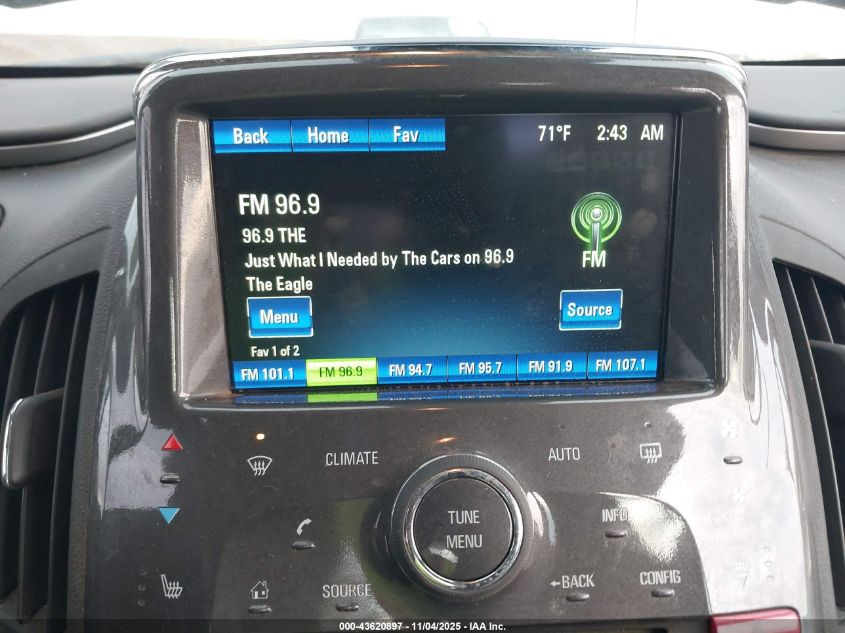 Back Home Fav 71°F 2:43 AM
FM 96.9
96.9 THE
Just What I Needed by The Cars on 96.9
The Eagle
FM
Menu Source
Fav 1 of 2
FM 101.1 FM 96.9 FM 94.7 FM 95.7 FM 91.9 FM 107.1
CLIMATE AUTO
TUNE
MENU
INFO
SOURCE ←BACK CONFIG
000-43620897 - 11/04/2025 - IAA Inc.